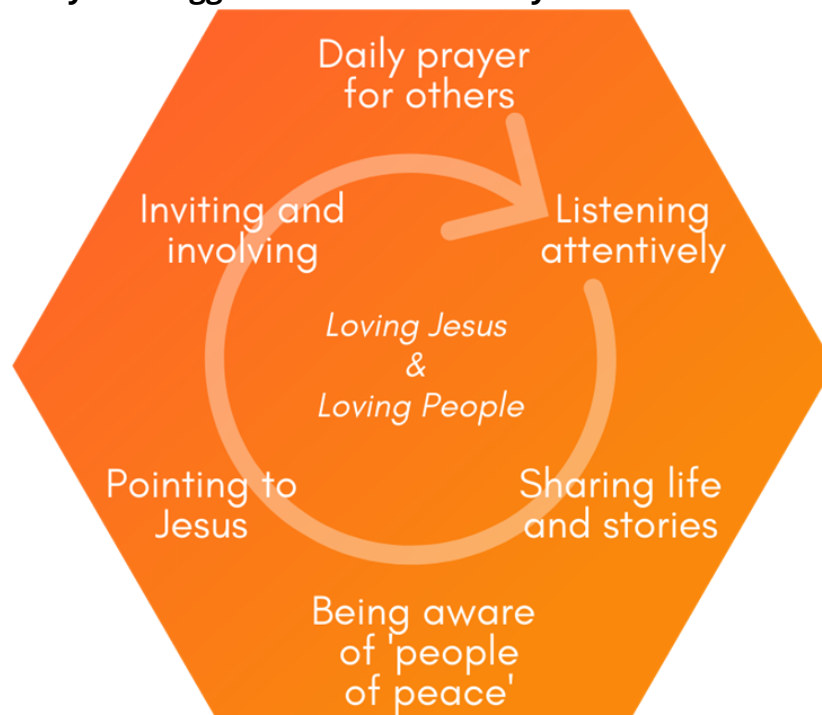 Daily prayer
for others
Inviting and
involving
Listening
attentively
Loving Jesus
&
Loving People
Pointing to
Jesus
Sharing life
and stories
Being aware
of 'people
of peace'